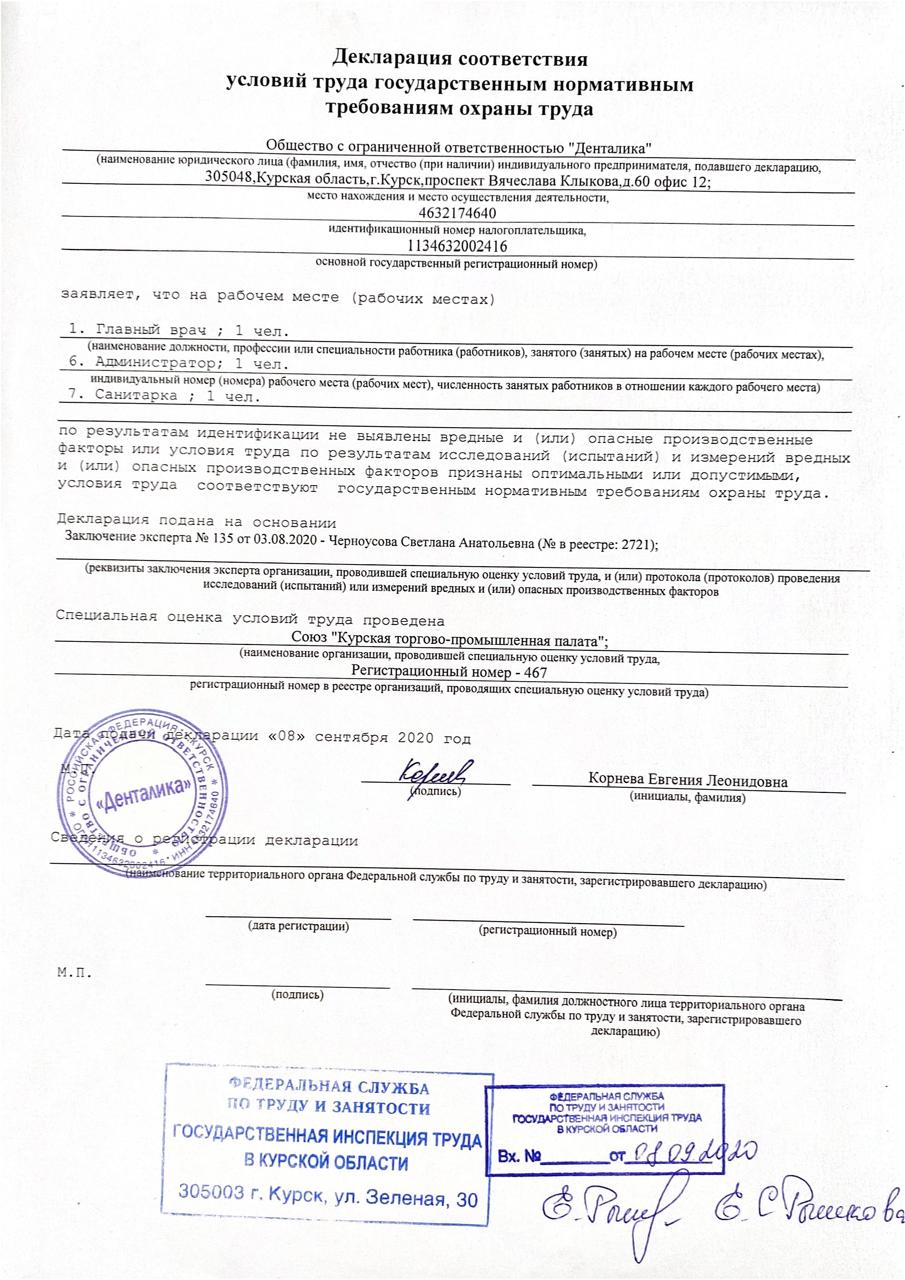 Декларация соответствия
условий труда государственным нормативным
требованиям охраны труда
Общество с ограниченной ответственностью "Денталика"
(наименование юридического лица (фамилия, имя, отчество (при наличии) индивидуального предпринимателя, подавшего декларацию,
305048,Курская область,г.Курск,проспект Вячеслава Клыкова,д.60 офис 12;
место нахождения и место осуществления деятельности,
4632174640
идентификационный номер налогоплательщика,
1134632002416
основной государственный регистрационный номер)
заявляет, что на рабочем месте (рабочих местах)
1. Главный врач ; 1 чел.
(наименование должности, профессии или специальности работника (работников), занятого (занятых) на рабочем месте (рабочих местах),
6. Администратор; 1 чел.
индивидуальный номер (номера) рабочего места (рабочих мест), численность занятых работников в отношении каждого рабочего места)
7. Санитарка ; 1 чел.
по результатам идентификации не выявлены вредные и (или) опасные производственные
факторы или условия труда по результатам исследований (испытаний) и измерений вредных
и (или) опасных производственных факторов признаны оптимальными или допустимыми,
условия труда соответствуют государственным нормативным требованиям охраны труда.
Декларация подана на основании
Заключение эксперта № 135 от 03.08.2020 - Черноусова Светлана Анатольевна (№ в реестре: 2721);
(реквизиты заключения эксперта организации, проводившей специальную оценку условий труда, и (или) протокола (протоколов) проведения
исследований (испытаний) или измерений вредных и (или) опасных производственных факторов
Специальная оценка условий труда проведена
Союз "Курская торгово-промышленная палата";
(наименование организации, проводившей специальную оценку условий труда,
Регистрационный номер - 467
регистрационный номер в реестре организаций, проводящих специальную оценку условий труда)
Дата подачи декларации «08» сентября 2020 год
М.П.
Корнева Евгения Леонидовна
(подпись)
(инициалы, фамилия)
РОССИЙСКАЯ ФЕДЕРАЦИЯ г.КУРСК * ИНН 4632174640 * ОГРН 1134632002416
ОБЩЕСТВО С ОГРАНИЧЕННОЙ ОТВЕТСТВЕННОСТЬЮ *
«Денталика»
Сведения о регистрации декларации
(наименование территориального органа Федеральной службы по труду и занятости, зарегистрировавшего декларацию)
(дата регистрации)
(регистрационный номер)
М.П.
(подпись)
(инициалы, фамилия должностного лица территориального органа
Федеральной службы по труду и занятости, зарегистрировавшего
декларацию)
ФЕДЕРАЛЬНАЯ СЛУЖБА
ПО ТРУДУ И ЗАНЯТОСТИ
ГОСУДАРСТВЕННАЯ ИНСПЕКЦИЯ ТРУДА
В КУРСКОЙ ОБЛАСТИ
305003 г. Курск, ул. Зеленая, 30
ФЕДЕРАЛЬНАЯ СЛУЖБА
ПО ТРУДУ И ЗАНЯТОСТИ
ГОСУДАРСТВЕННАЯ ИНСПЕКЦИЯ ТРУДА
В КУРСКОЙ ОБЛАСТИ
Вх. № от 08.09.2020
Е. С Рышкова